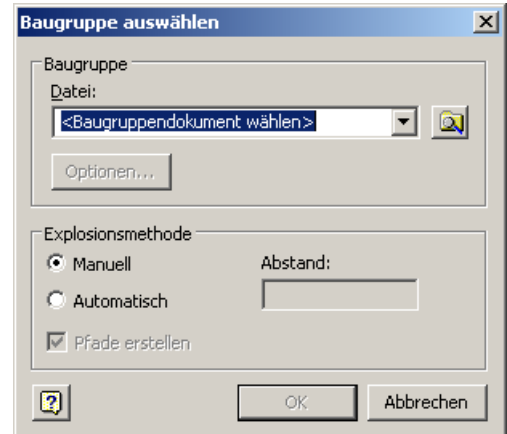 Baugruppe auswählen
Baugruppe
Datei:
<Baugruppendokument wählen>
Optionen...
Explosionsmethode
Manuell
Abstand:
Automatisch
Pfade erstellen
OK
Abbrechen